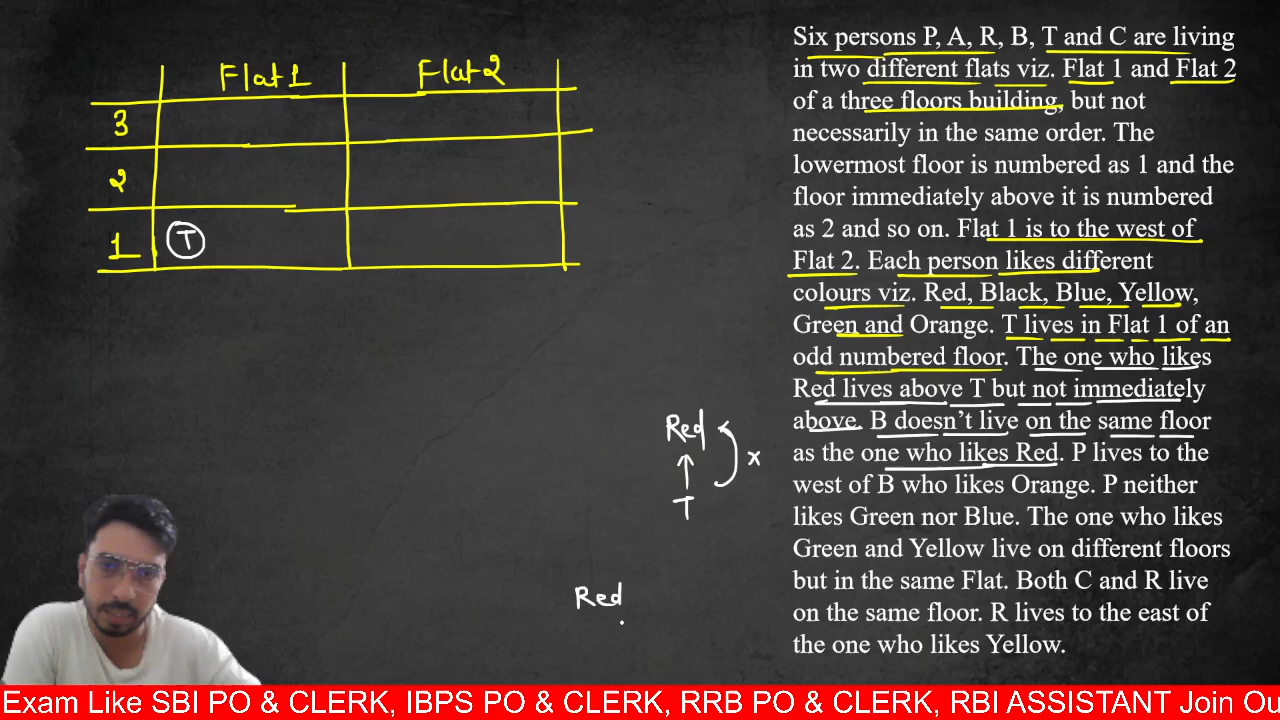 Flat 1 Flat 2
3
2
1 T
Red
x
T
Red
Six persons P, A, R, B, T and C are living
in two different flats viz. Flat 1 and Flat 2
of a three floors building, but not
necessarily in the same order. The
lowermost floor is numbered as 1 and the
floor immediately above it is numbered
as 2 and so on. Flat 1 is to the west of
Flat 2. Each person likes different
colours viz. Red, Black, Blue, Yellow,
Green and Orange. T lives in Flat 1 of an
odd numbered floor. The one who likes
Red lives above T but not immediately
above. B doesn’t live on the same floor
as the one who likes Red. P lives to the
west of B who likes Orange. P neither
likes Green nor Blue. The one who likes
Green and Yellow live on different floors
but in the same Flat. Both C and R live
on the same floor. R lives to the east of
the one who likes Yellow.
Exam Like SBI PO & CLERK, IBPS PO & CLERK, RRB PO & CLERK, RBI ASSISTANT Join Ou